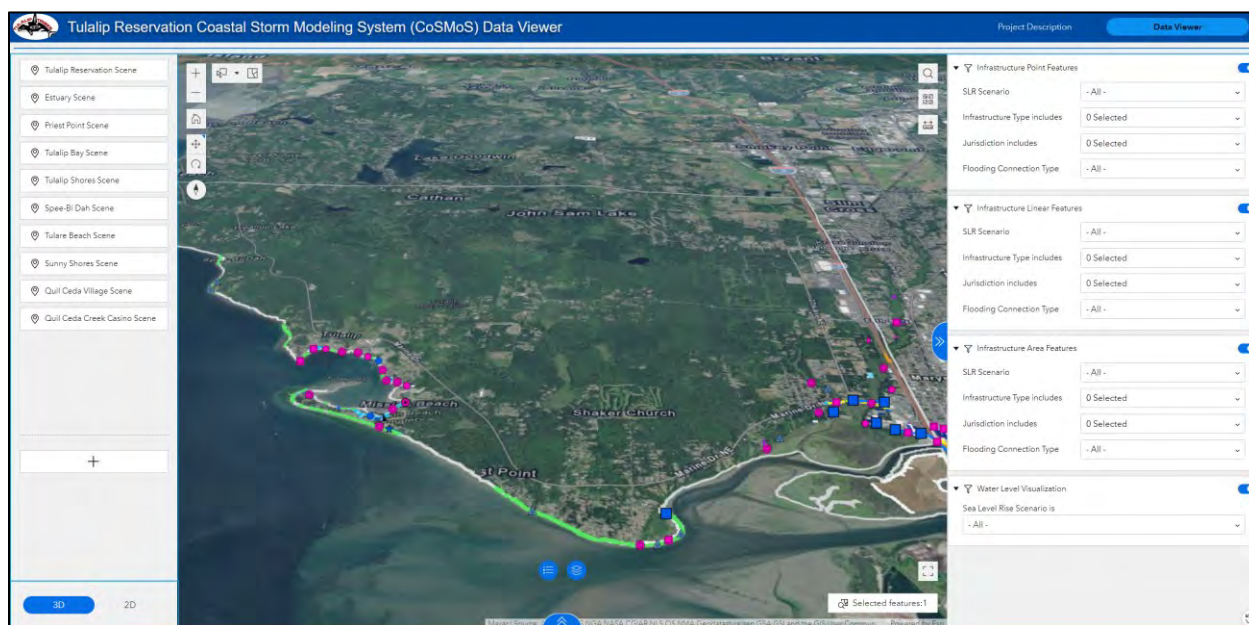 Tulalip Reservation Coastal Storm Modeling System (CoSMoS) Data Viewer
Project Description
Data Viewer
Tulalip Reservation Scene
Estuary Scene
Priest Point Scene
Tulalip Bay Scene
Tulalip Shores Scene
Spee-Bi Dah Scene
Tulare Beach Scene
Sunny Shores Scene
Quil Ceda Village Scene
Quil Ceda Creek Casino Scene
3D
2D
Cathan
John Sam Lake
Tulalip
Mission Beach
Shaker Church
Marine Dr NE
Marine Dr NE
st Point
Marys
Selected features:1
Infrastructure Point Features
SLR Scenario
- All -
Infrastructure Type includes
0 Selected
Jurisdiction includes
0 Selected
Flooding Connection Type
- All -
Infrastructure Linear Features
SLR Scenario
- All -
Infrastructure Type includes
0 Selected
Jurisdiction includes
0 Selected
Flooding Connection Type
- All -
Infrastructure Area Features
SLR Scenario
- All -
Infrastructure Type includes
0 Selected
Jurisdiction includes
0 Selected
Flooding Connection Type
- All -
Water Level Visualization
Sea Level Rise Scenario is
- All -